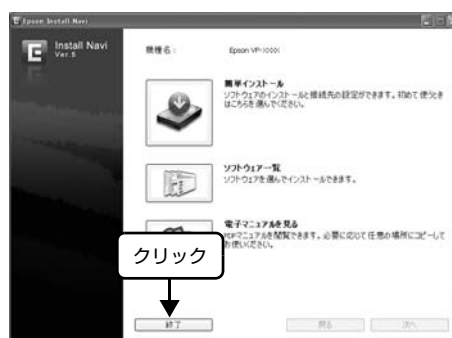 Epson Install Navi
Install Navi
Ver.5
機種名： Epson VP-XXXX
簡単インストール
ソフトウェアのインストールと接続先の設定ができます。初めて使うとき
はこちらを選んでください。
ソフトウェア一覧
ソフトウェアを選んでインストールできます。
電子マニュアルを見る
PDFマニュアルを閲覧できます。必要に応じて任意の場所にコピーして
お使いください。
クリック
終了
戻る
次へ